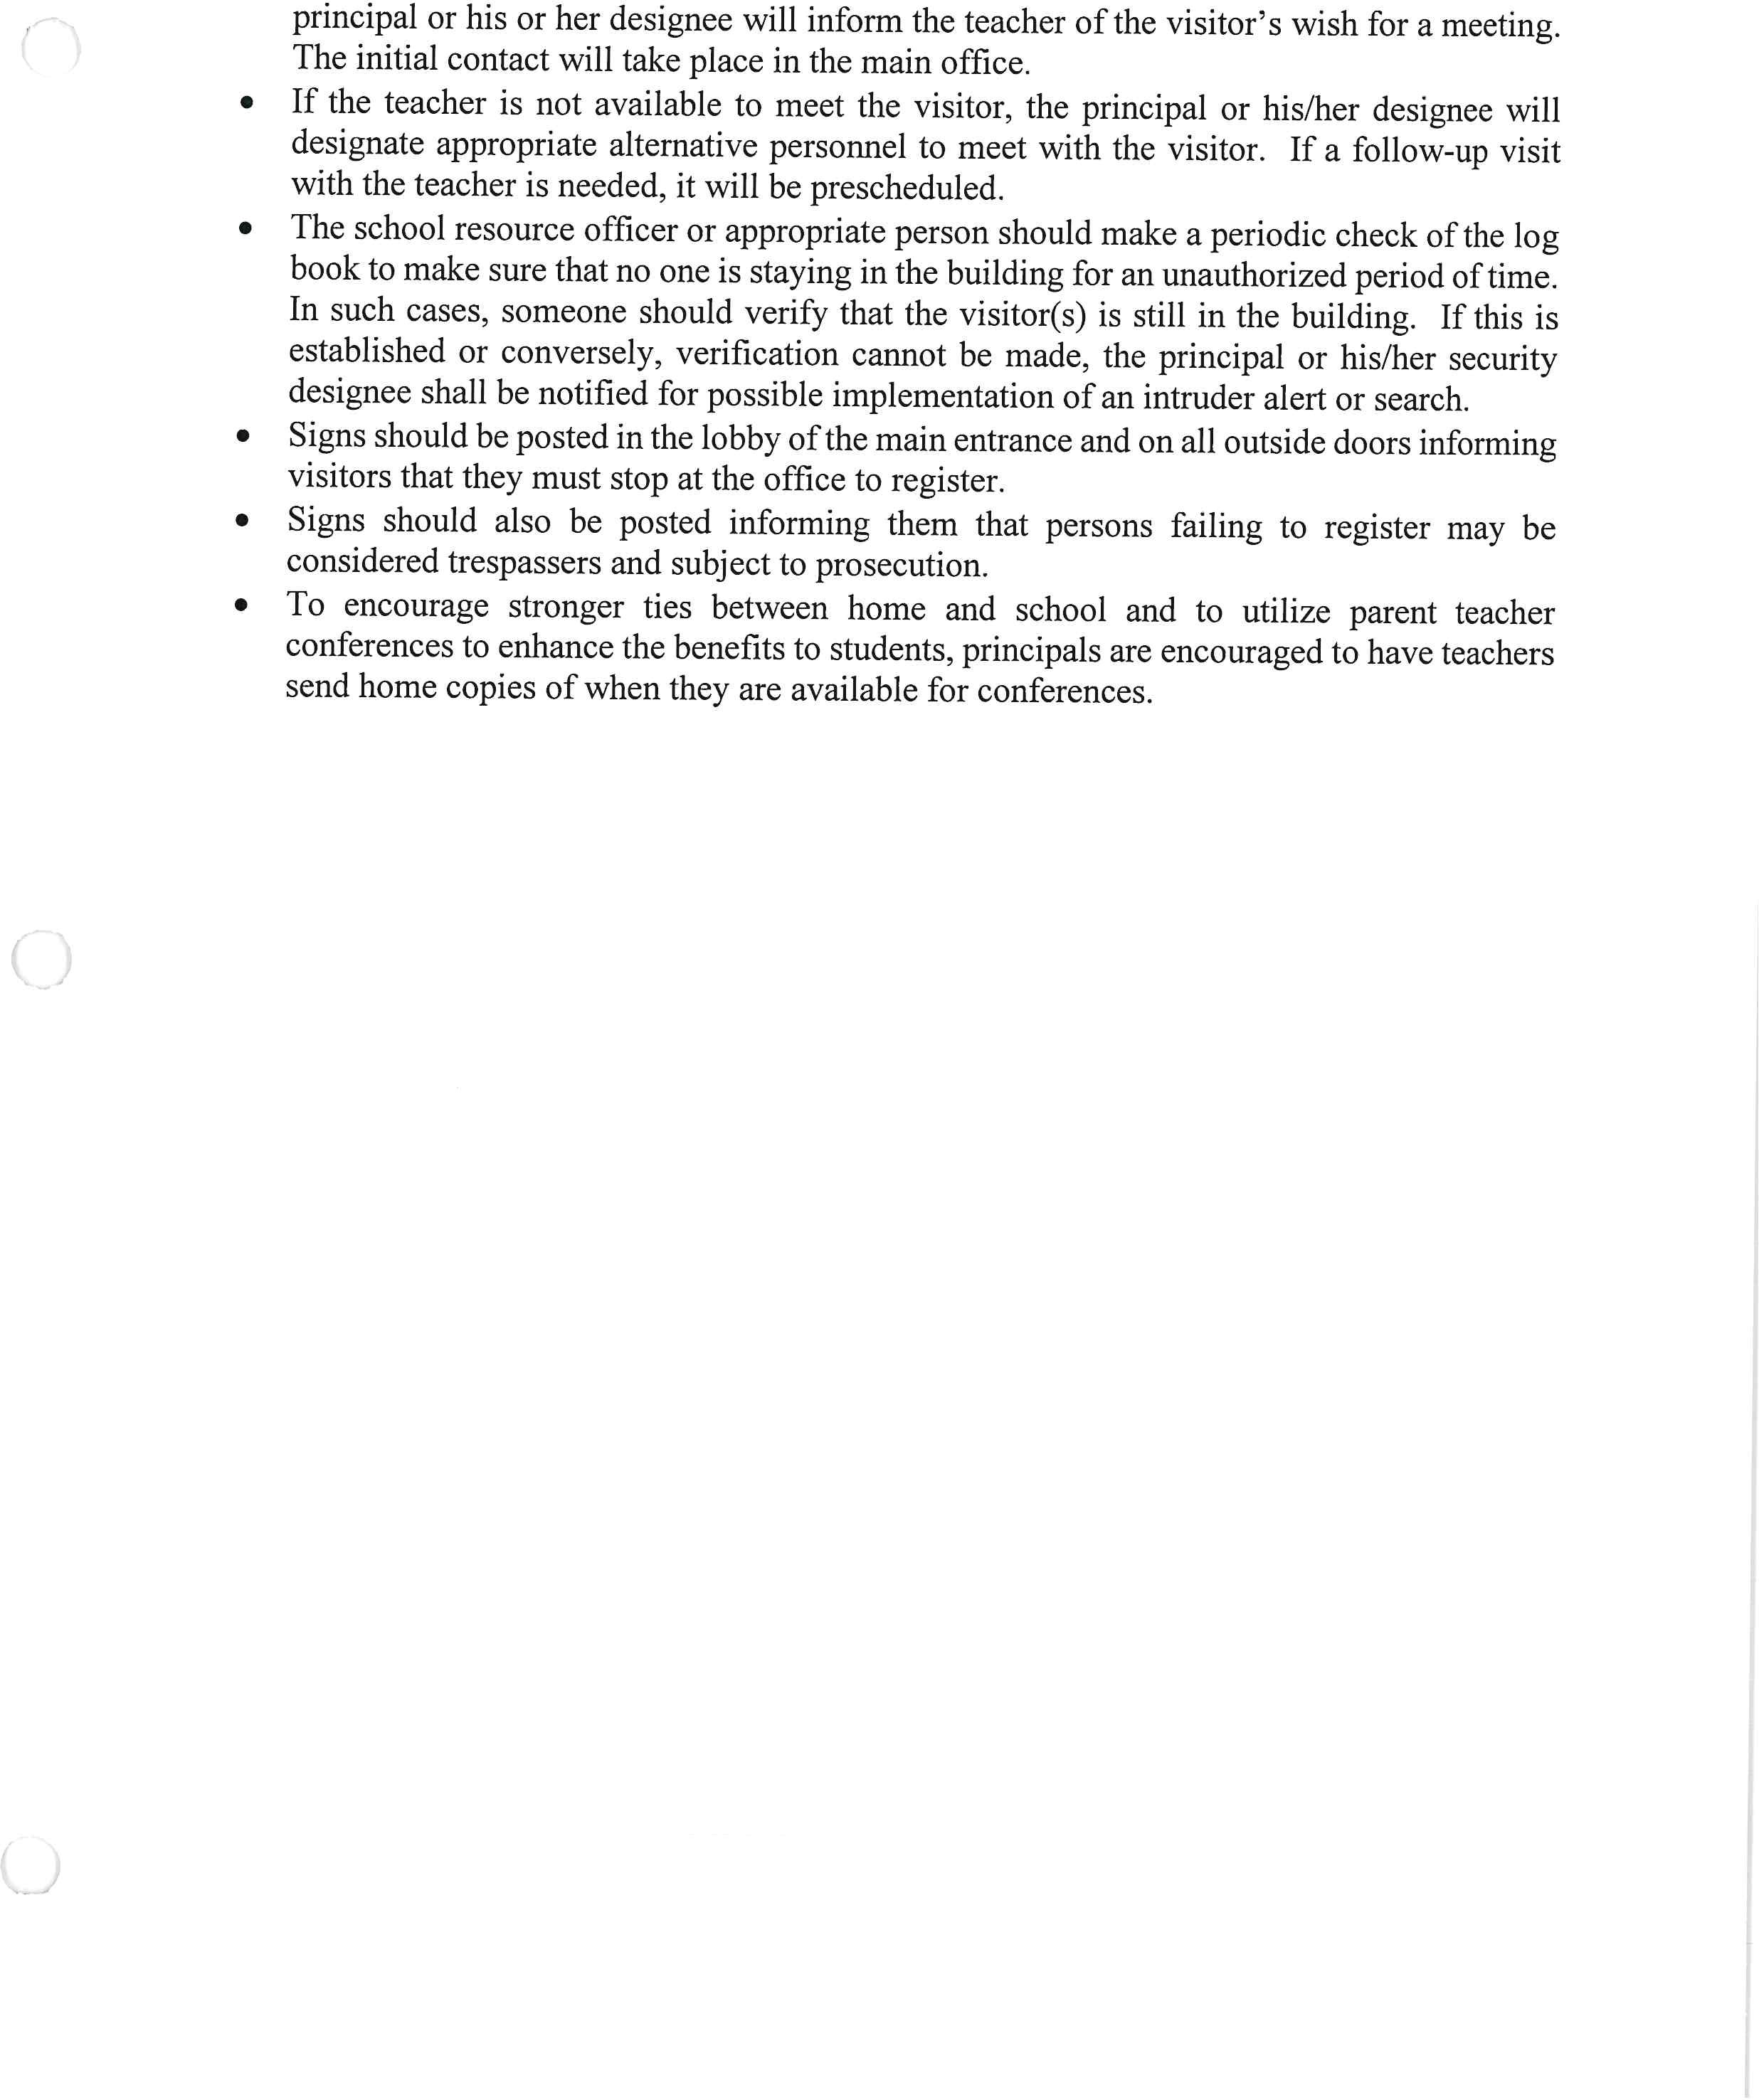 principal or his or her designee will inform the teacher of the visitor's wish for a meeting.
The initial contact will take place in the main office.
• If the teacher is not available to meet the visitor, the principal or his/her designee will
designate appropriate alternative personnel to meet with the visitor. If a follow-up visit
with the teacher is needed, it will be prescheduled.
• The school resource officer or appropriate person should make a periodic check of the log
book to make sure that no one is staying in the building for an unauthorized period of time.
In such cases, someone should verify that the visitor(s) is still in the building. If this is
established or conversely, verification cannot be made, the principal or his/her security
designee shall be notified for possible implementation of an intruder alert or search.
• Signs should be posted in the lobby of the main entrance and on all outside doors informing
visitors that they must stop at the office to register.
• Signs should also be posted informing them that persons failing to register may be
considered trespassers and subject to prosecution.
• To encourage stronger ties between home and school and to utilize parent teacher
conferences to enhance the benefits to students, principals are encouraged to have teachers
send home copies of when they are available for conferences.